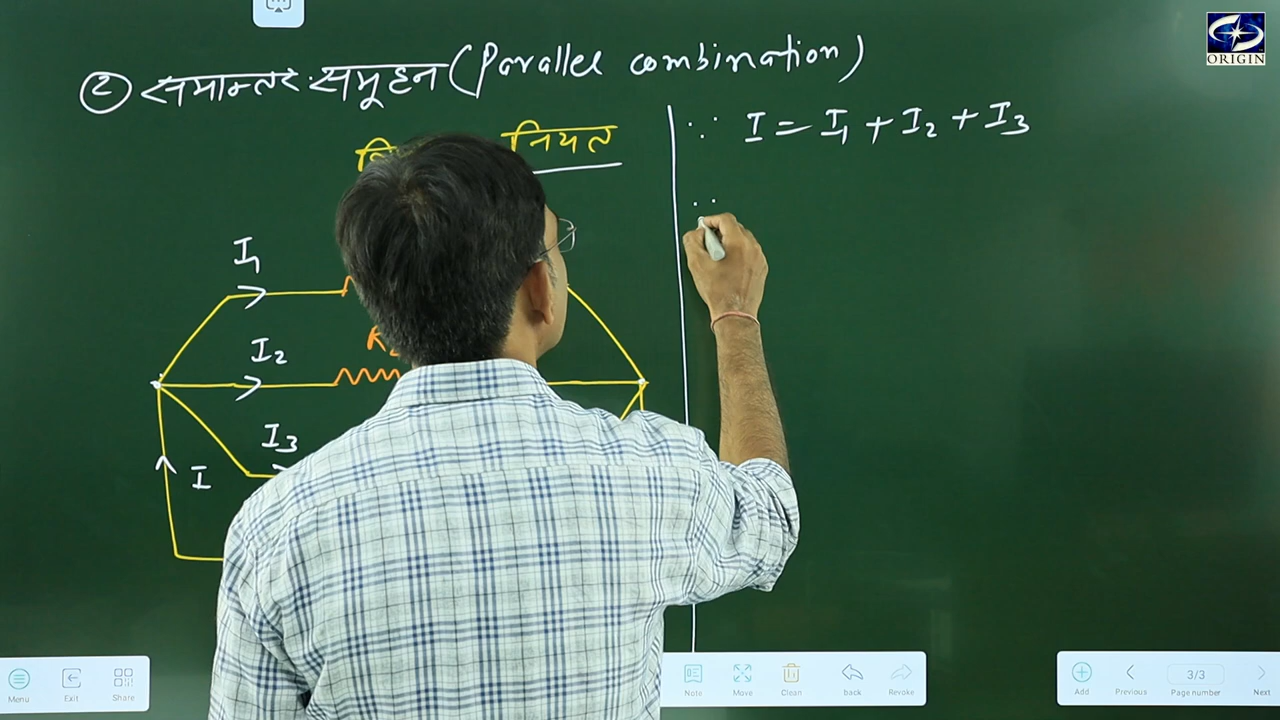 ② समान्तर समूहन (Parallel combination)
नियत
∵ I = I1 + I2 + I3
∵
I1
I2
I3
I
ORIGIN
Menu Exit Share
Note Move Clean back Revoke
Add Previous 3/3 Page number Next